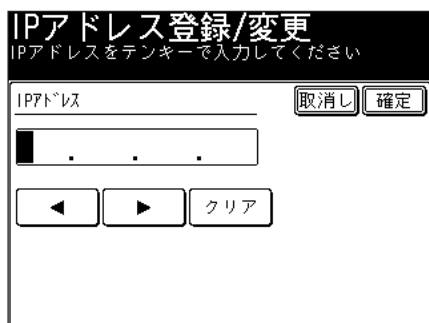 IPアドレス登録/変更
IPアドレスをテンキーで入力してください
IPｱﾄﾞﾚｽ
取消し 確定
. . .
◀ ▶ クリア